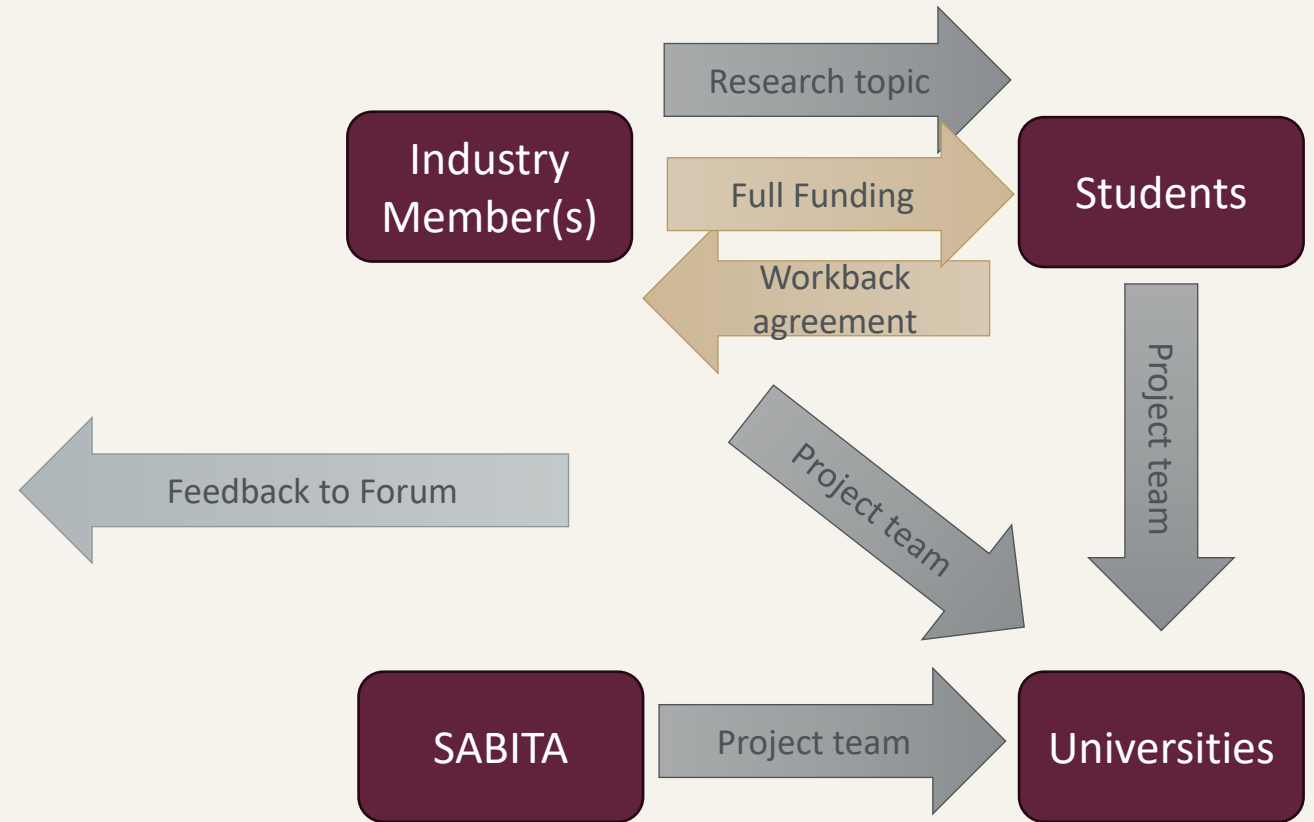 Research topic
Industry
Member(s)
Full Funding
Students
Workback
agreement
Project team
Project team
Feedback to Forum
SABITA
Project team
Universities